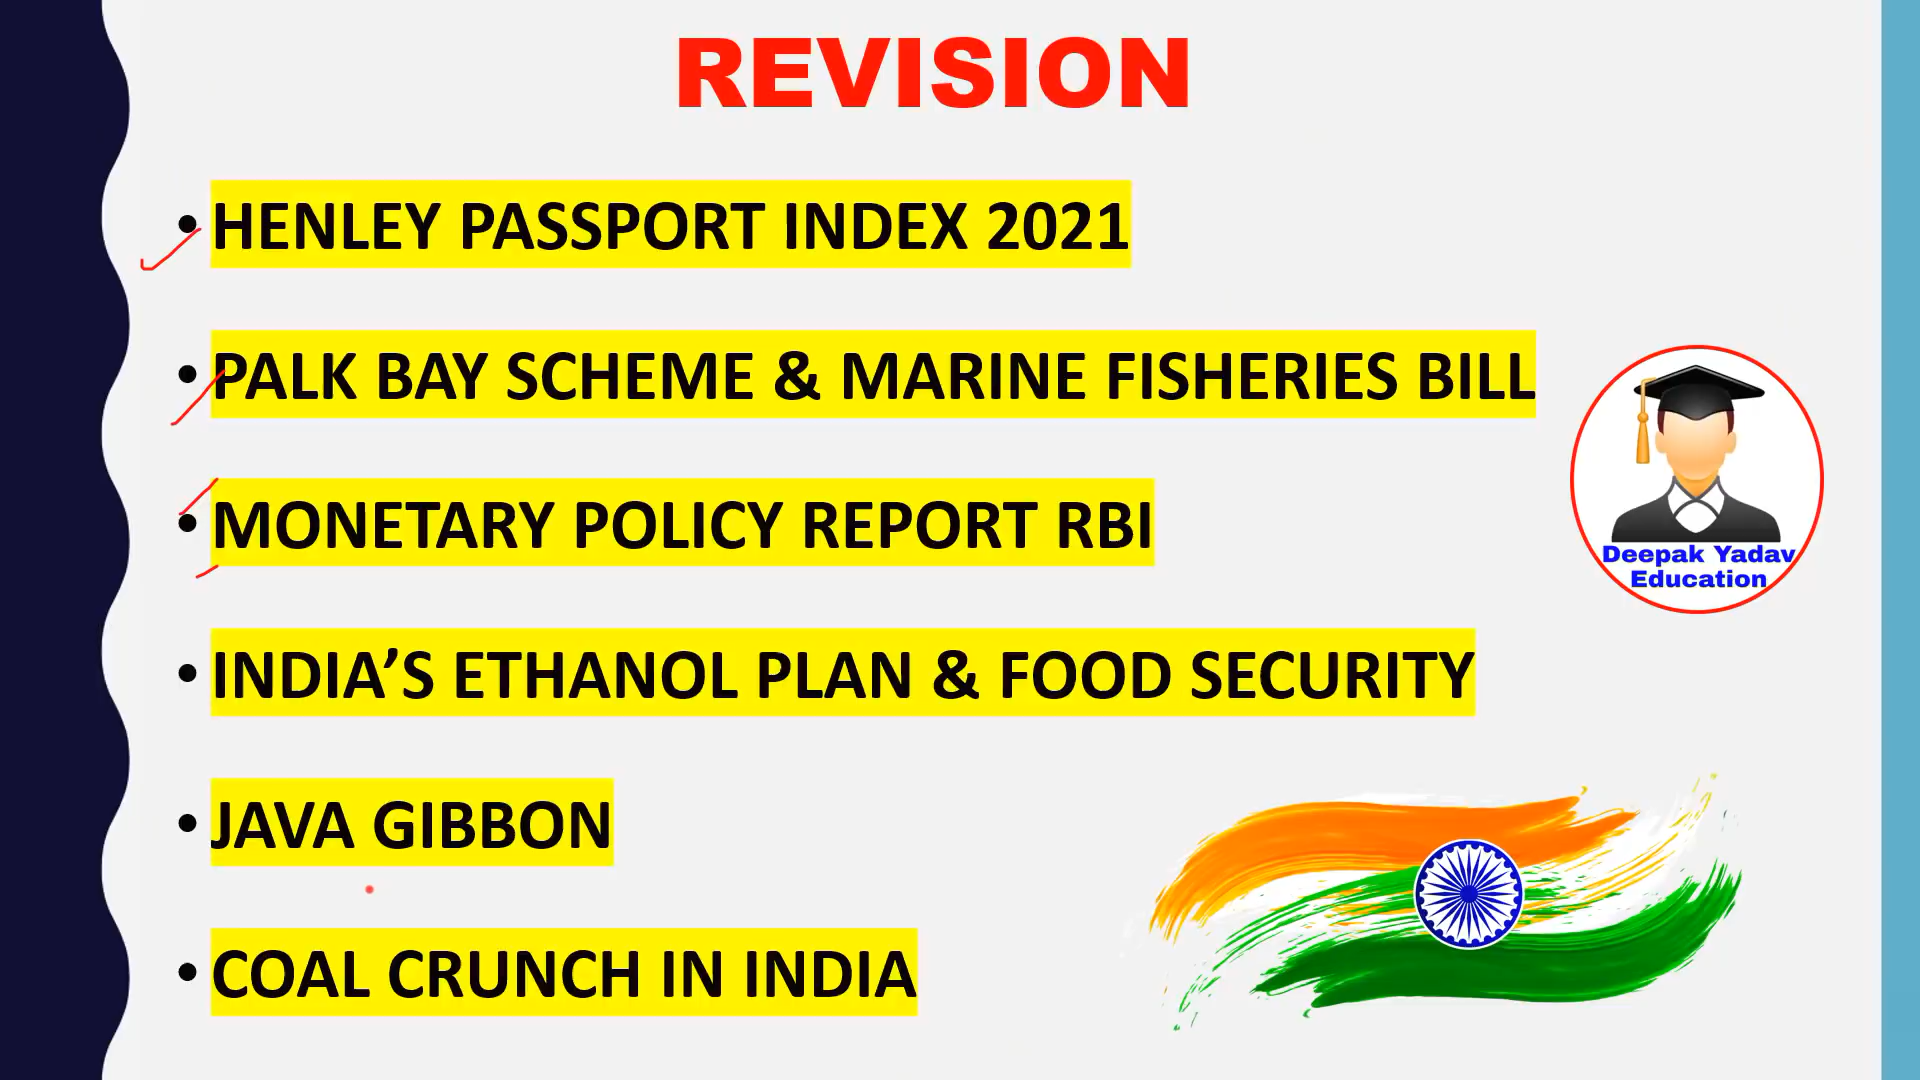 REVISION
• HENLEY PASSPORT INDEX 2021
• PALK BAY SCHEME & MARINE FISHERIES BILL
• MONETARY POLICY REPORT RBI
• INDIA’S ETHANOL PLAN & FOOD SECURITY
• JAVA GIBBON
• COAL CRUNCH IN INDIA
Deepak Yadav
Education